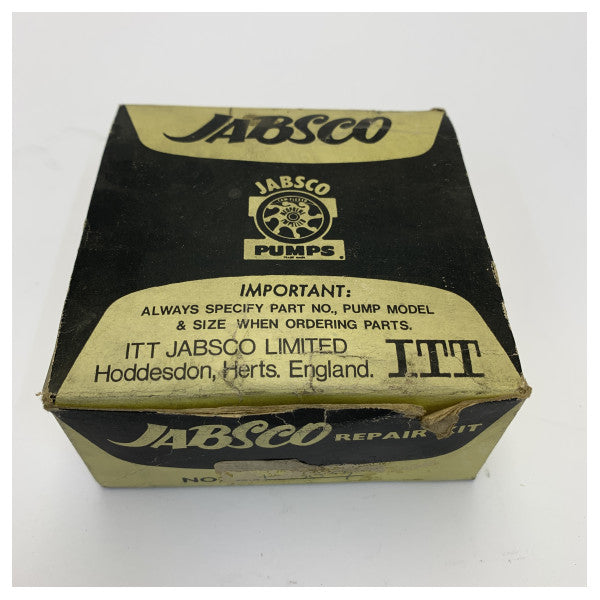 JABSCO
JABSCO
PUMPS
IMPORTANT:
ALWAYS SPECIFY PART NO., PUMP MODEL
& SIZE WHEN ORDERING PARTS.
ITT JABSCO LIMITED
Hoddesdon, Herts. England. ITT
JABSCO REPAIR KIT
NO.